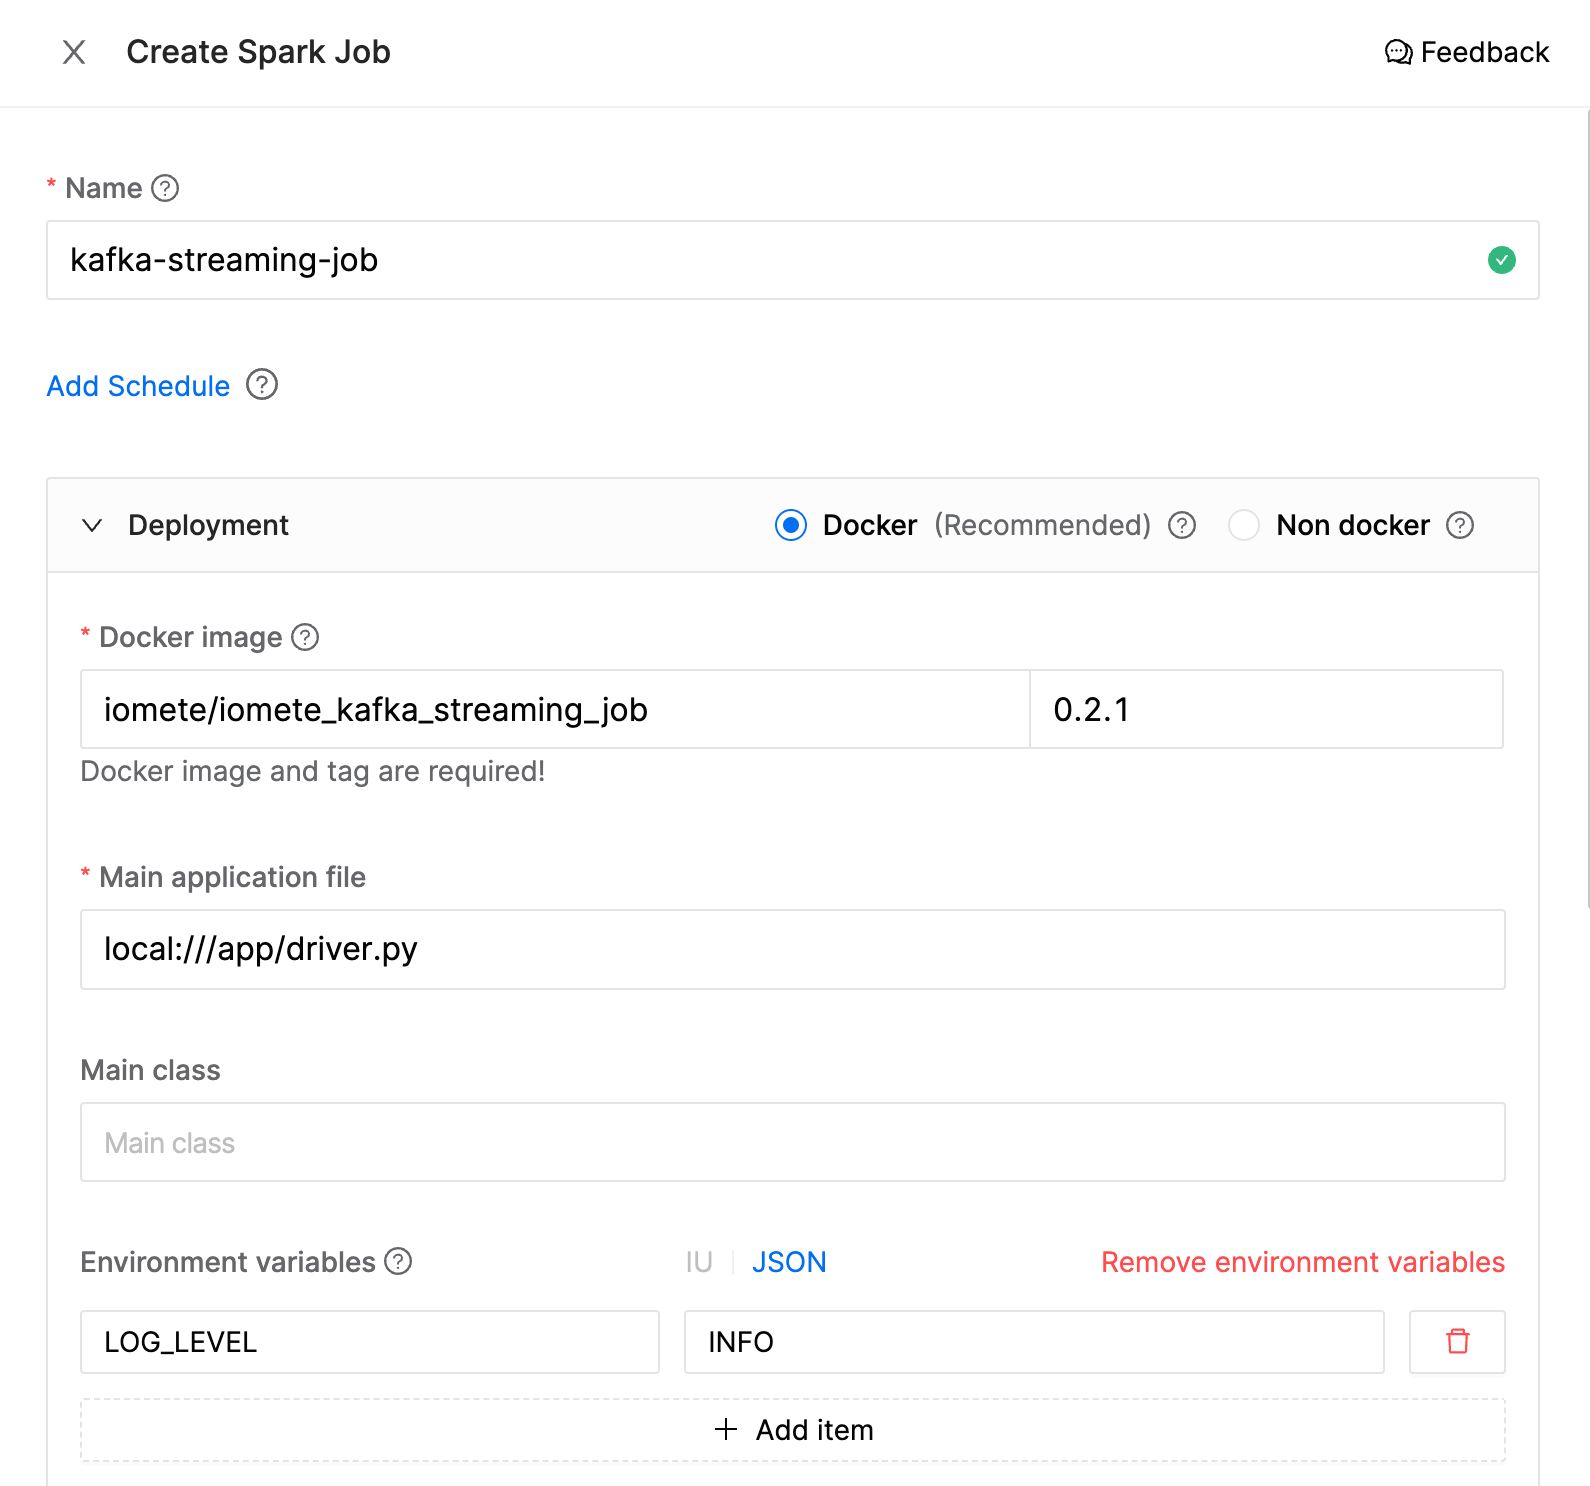 Create Spark Job
Feedback
* Name
kafka-streaming-job
Add Schedule
Deployment
Docker (Recommended)
Non docker
* Docker image
iomete/iomete_kafka_streaming_job
0.2.1
Docker image and tag are required!
* Main application file
local:///app/driver.py
Main class
Main class
Environment variables
IU
JSON
Remove environment variables
LOG_LEVEL
INFO
+ Add item